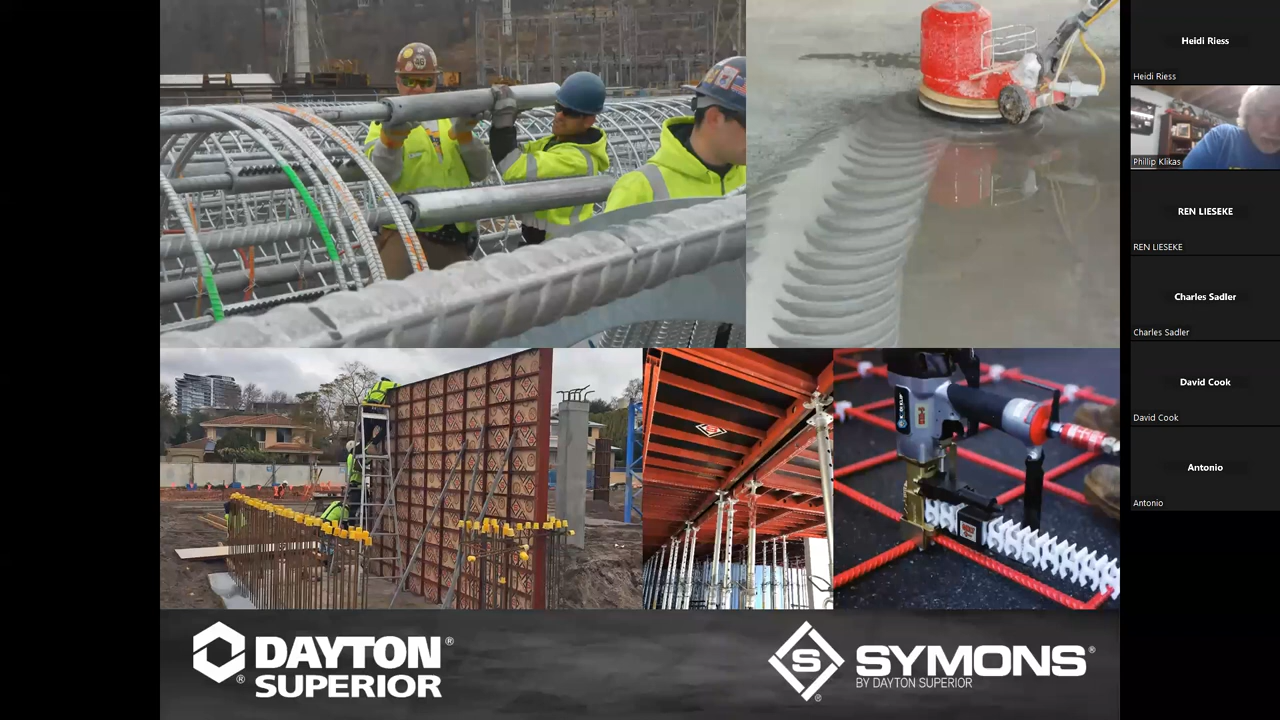 DAYTON®
® SUPERIOR
S
®
SYMONS®
BY DAYTON SUPERIOR
Heidi Riess
Heidi Riess
Phillip Klikas
REN LIESEKE
REN LIESEKE
Charles Sadler
Charles Sadler
David Cook
David Cook
Antonio
Antonio